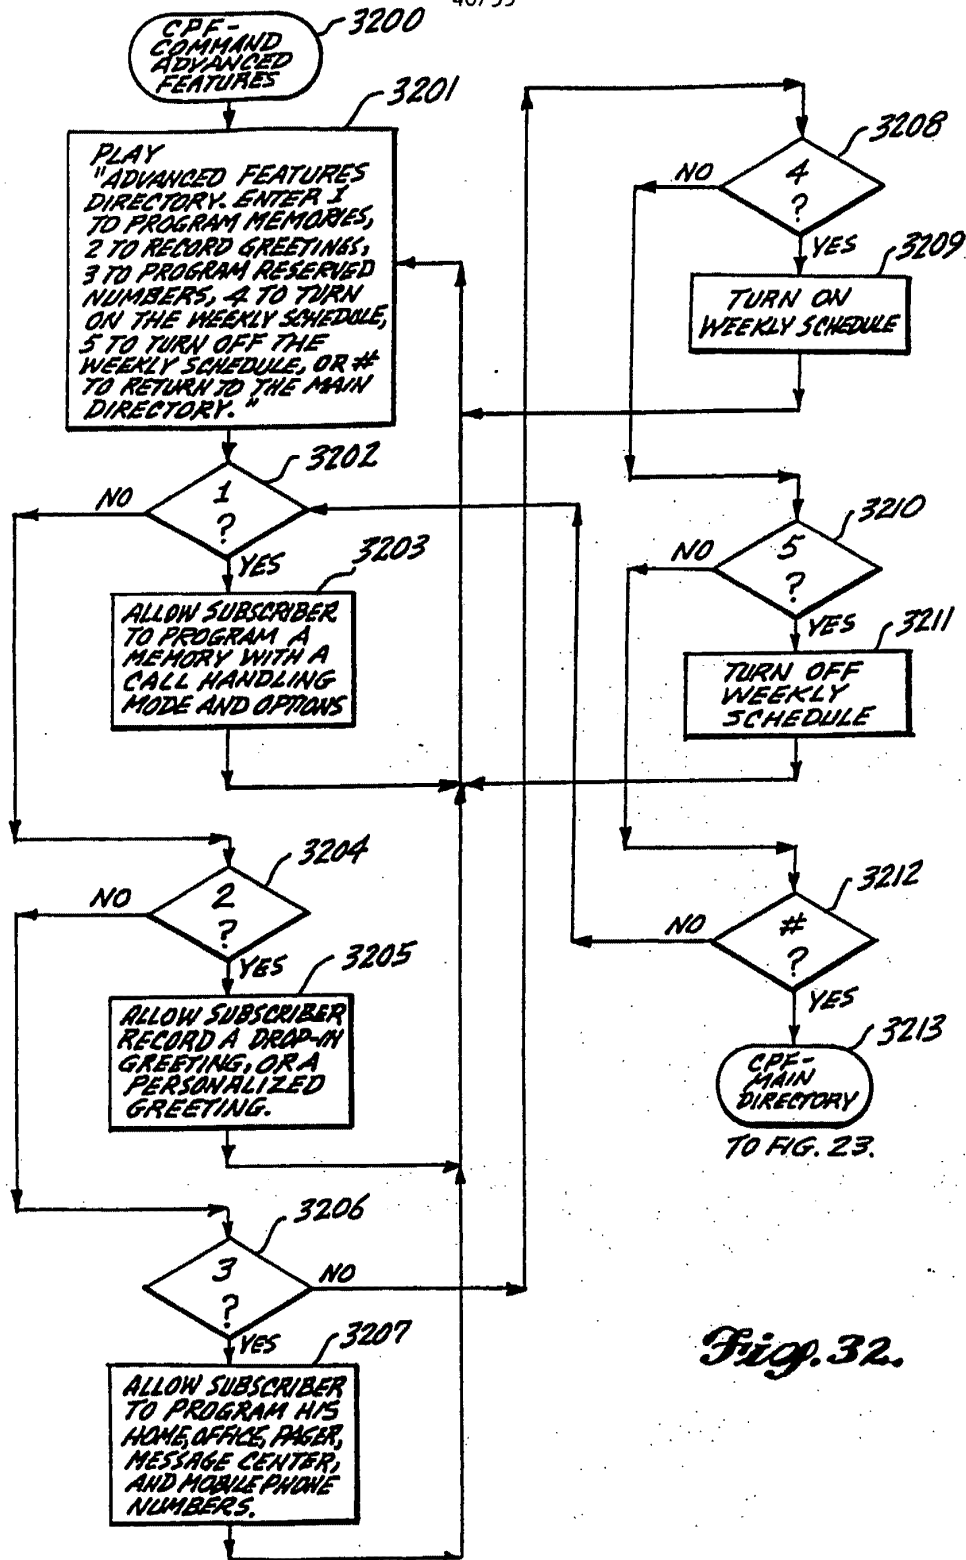 CPF-
COMMAND
ADVANCED
FEATURES
3200
3201
PLAY
"ADVANCED FEATURES
DIRECTORY. ENTER 1
TO PROGRAM MEMORIES,
2 TO RECORD GREETINGS,
3 TO PROGRAM RESERVED
NUMBERS, 4 TO TURN
ON THE WEEKLY SCHEDULE,
5 TO TURN OFF THE
WEEKLY SCHEDULE, OR #
TO RETURN TO THE MAIN
DIRECTORY."
3202
1
?
NO
YES
3203
ALLOW SUBSCRIBER
TO PROGRAM A
MEMORY WITH A
CALL HANDLING
MODE AND OPTIONS
3204
2
?
NO
YES
3205
ALLOW SUBSCRIBER
RECORD A DROP-IN
GREETING, OR A
PERSONALIZED
GREETING.
3206
3
?
NO
YES
3207
ALLOW SUBSCRIBER
TO PROGRAM HIS
HOME, OFFICE, PAGER,
MESSAGE CENTER,
AND MOBILE PHONE
NUMBERS.
3208
4
?
NO
YES
3209
TURN ON
WEEKLY SCHEDULE
3210
5
?
NO
YES
3211
TURN OFF
WEEKLY
SCHEDULE
3212
#
?
NO
YES
3213
CPF-
MAIN
DIRECTORY
TO FIG. 23.
Fig. 32.